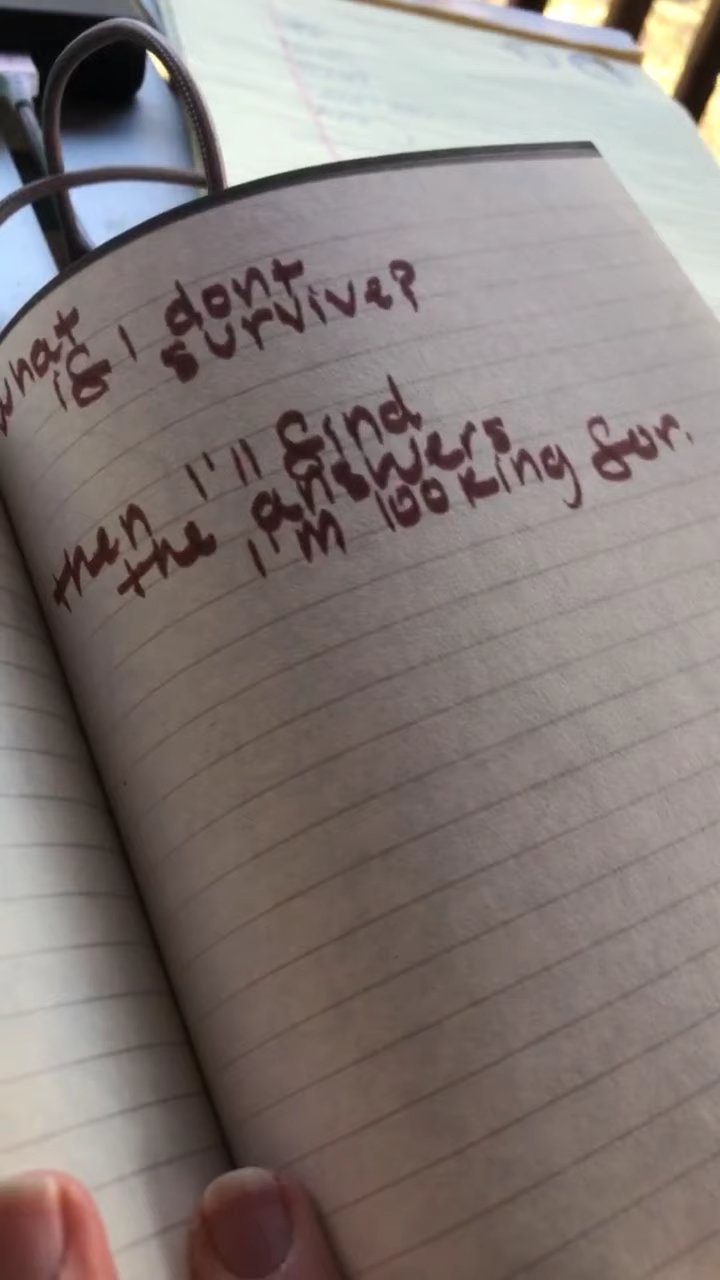 what
if I dont
survive?
then I'll find
the answers
I'm looking for.